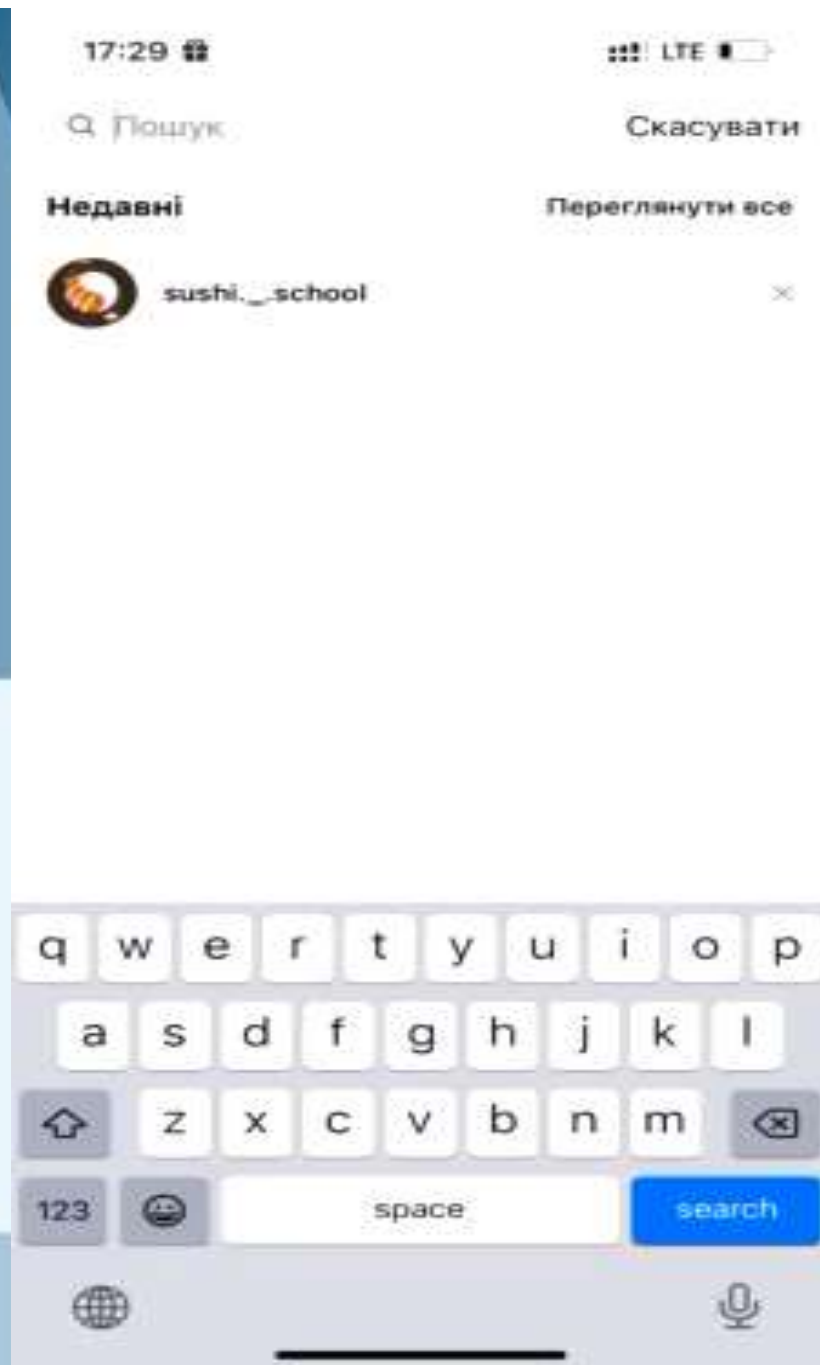 17:29 LTE
Пошук Скасувати
Недавні Переглянути все
sushi._.school
q w e r t y u i o p
a s d f g h j k l
z x c v b n m
123 space search